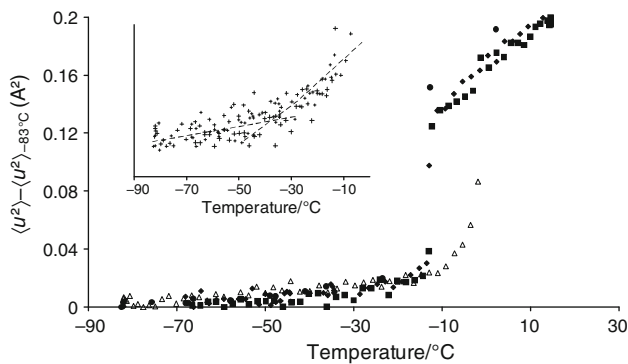 0.2
0.16
0.12
0.08
0.04
0
⟨u²⟩–⟨u²⟩–83°C (A²)
–90 –70 –50 –30 –10 10 30
Temperature/°C
–90 –70 –50 –30 –10
Temperature/°C